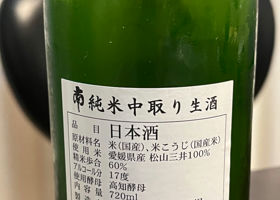 南純米中取り生酒
品目 日本酒
原材料名 米(国産)、米こうじ(国産米)
使用米 愛媛県産 松山三井100%
精米歩合 60%
アルコール分 17度
使用酵母 高知酵母
内容量 720ml
製造